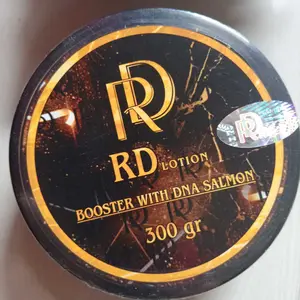 RD
RD LOTION
BOOSTER WITH DNA SALMON
300 gr